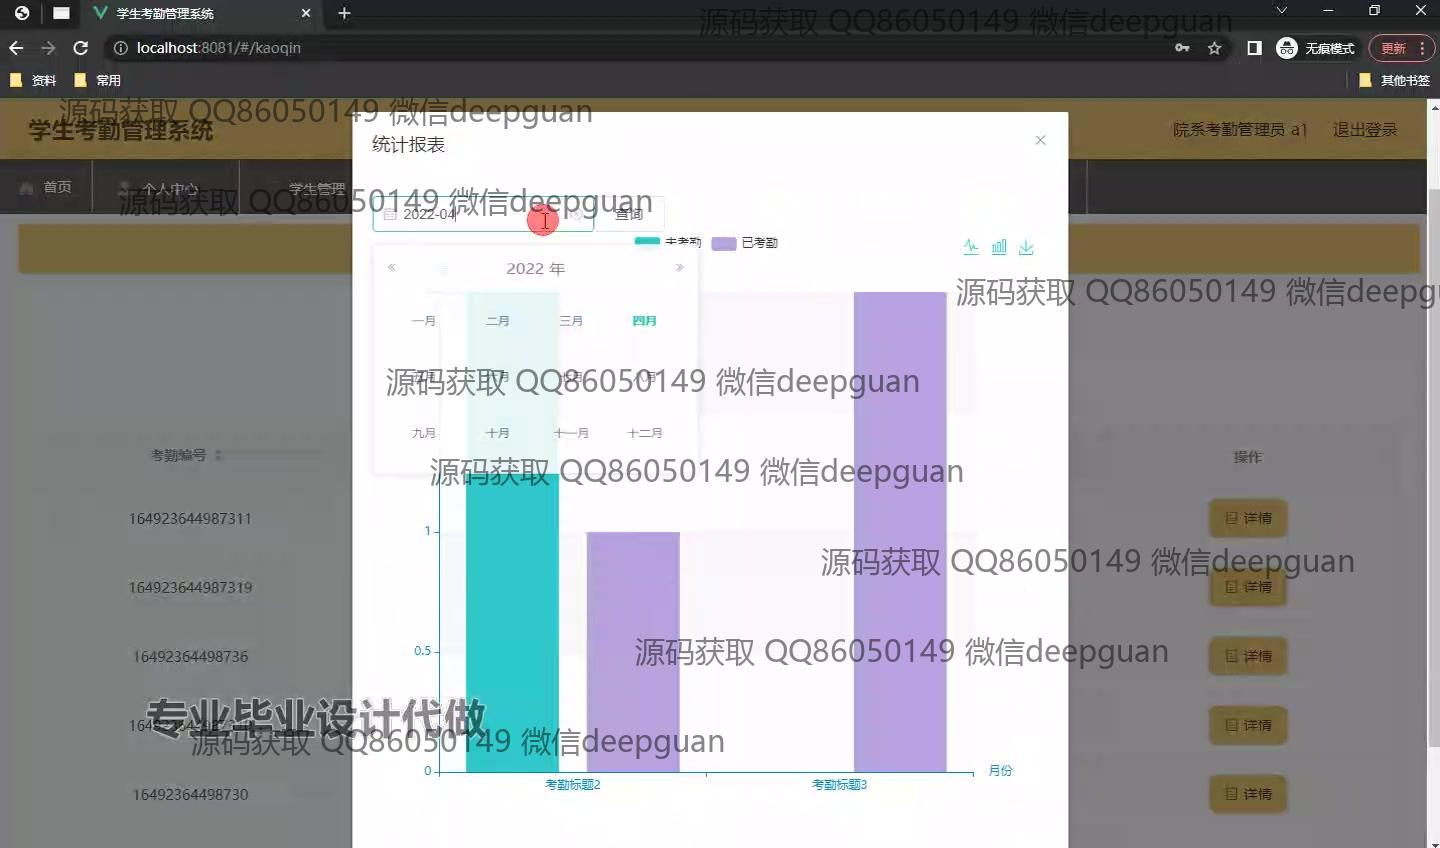 学生考勤管理系统
源码获取 QQ86050149 微信deepguan
localhost:8081/#/kaoqin
无痕模式
更新
资料
常用
其他书签
源码获取 QQ86050149 微信deepguan
学生考勤管理系统
院系考勤管理员 a1
退出登录
统计报表
首页
个人中心
学生管理
源码获取 QQ86050149 微信deepguan
2022-04
查询
未考勤
已考勤
2022 年
源码获取 QQ86050149 微信deepgu
一月
二月
三月
四月
源码获取 QQ86050149 微信deepguan
九月
十月
十一月
十二月
考勤编号
操作
源码获取 QQ86050149 微信deepguan
164923644987311
详情
1
源码获取 QQ86050149 微信deepguan
164923644987319
详情
0.5
源码获取 QQ86050149 微信deepguan
16492364498736
详情
专业毕业设计代做
详情
源码获取 QQ86050149 微信deepguan
0
月份
考勤标题2
考勤标题3
16492364498730
详情